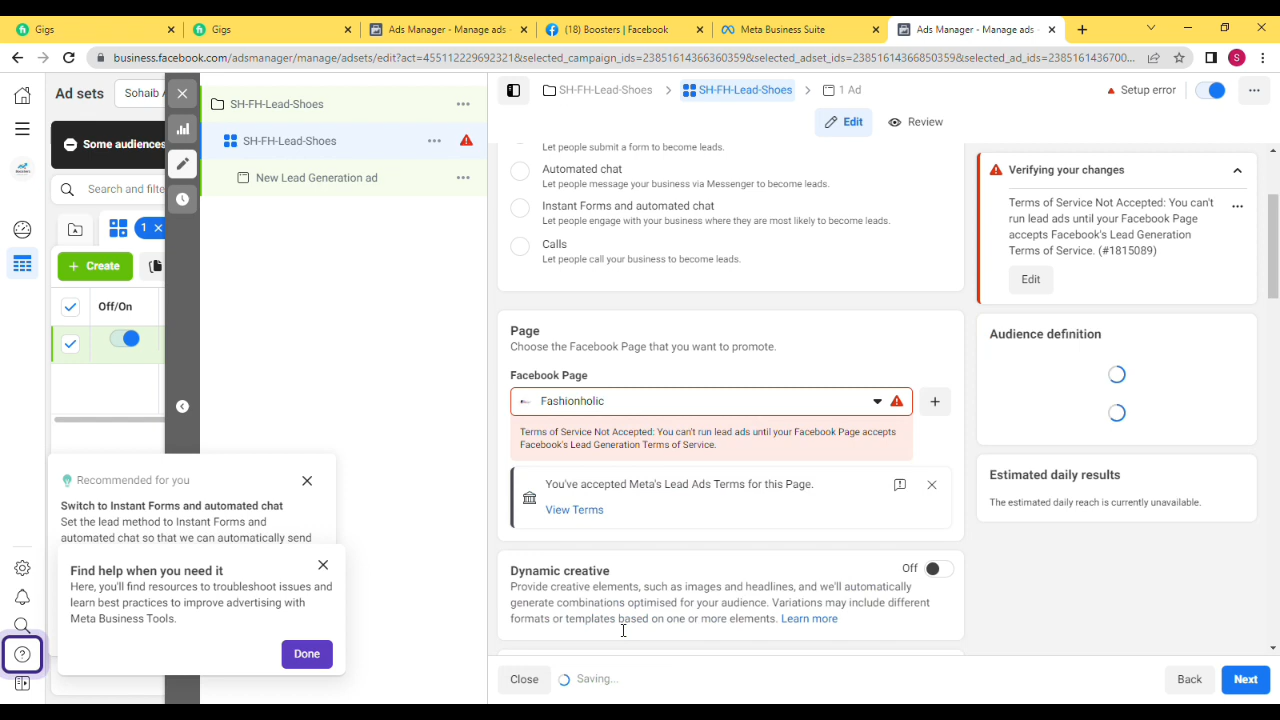 Gigs
Gigs
Ads Manager - Manage ads -
(18) Boosters | Facebook
Meta Business Suite
Ads Manager - Manage ads -
business.facebook.com/adsmanager/manage/adsets/edit?act=455112229692321&selected_campaign_ids=23851614366360359&selected_adset_ids=23851614366850359&selected_ad_ids=2385161436700...
S
Ad sets
Sohaib A
Some audiences
Search and filte
1
Create
Off/On
SH-FH-Lead-Shoes
SH-FH-Lead-Shoes
New Lead Generation ad
SH-FH-Lead-Shoes
SH-FH-Lead-Shoes
1 Ad
Setup error
Edit
Review
Let people submit a form to become leads.
Automated chat
Let people message your business via Messenger to become leads.
Instant Forms and automated chat
Let people engage with your business where they are most likely to become leads.
Calls
Let people call your business to become leads.
Page
Choose the Facebook Page that you want to promote.
Facebook Page
Fashionholic
Terms of Service Not Accepted: You can't run lead ads until your Facebook Page accepts
Facebook's Lead Generation Terms of Service.
You've accepted Meta's Lead Ads Terms for this Page.
View Terms
Dynamic creative
Off
Provide creative elements, such as images and headlines, and we'll automatically
generate combinations optimised for your audience. Variations may include different
formats or templates based on one or more elements. Learn more
Close
Saving...
Back
Next
Verifying your changes
Terms of Service Not Accepted: You can't
run lead ads until your Facebook Page
accepts Facebook's Lead Generation
Terms of Service. (#1815089)
Edit
Audience definition
Estimated daily results
The estimated daily reach is currently unavailable.
Recommended for you
Switch to Instant Forms and automated chat
Set the lead method to Instant Forms and
automated chat so that we can automatically send
Find help when you need it
Here, you'll find resources to troubleshoot issues and
learn best practices to improve advertising with
Meta Business Tools.
Done